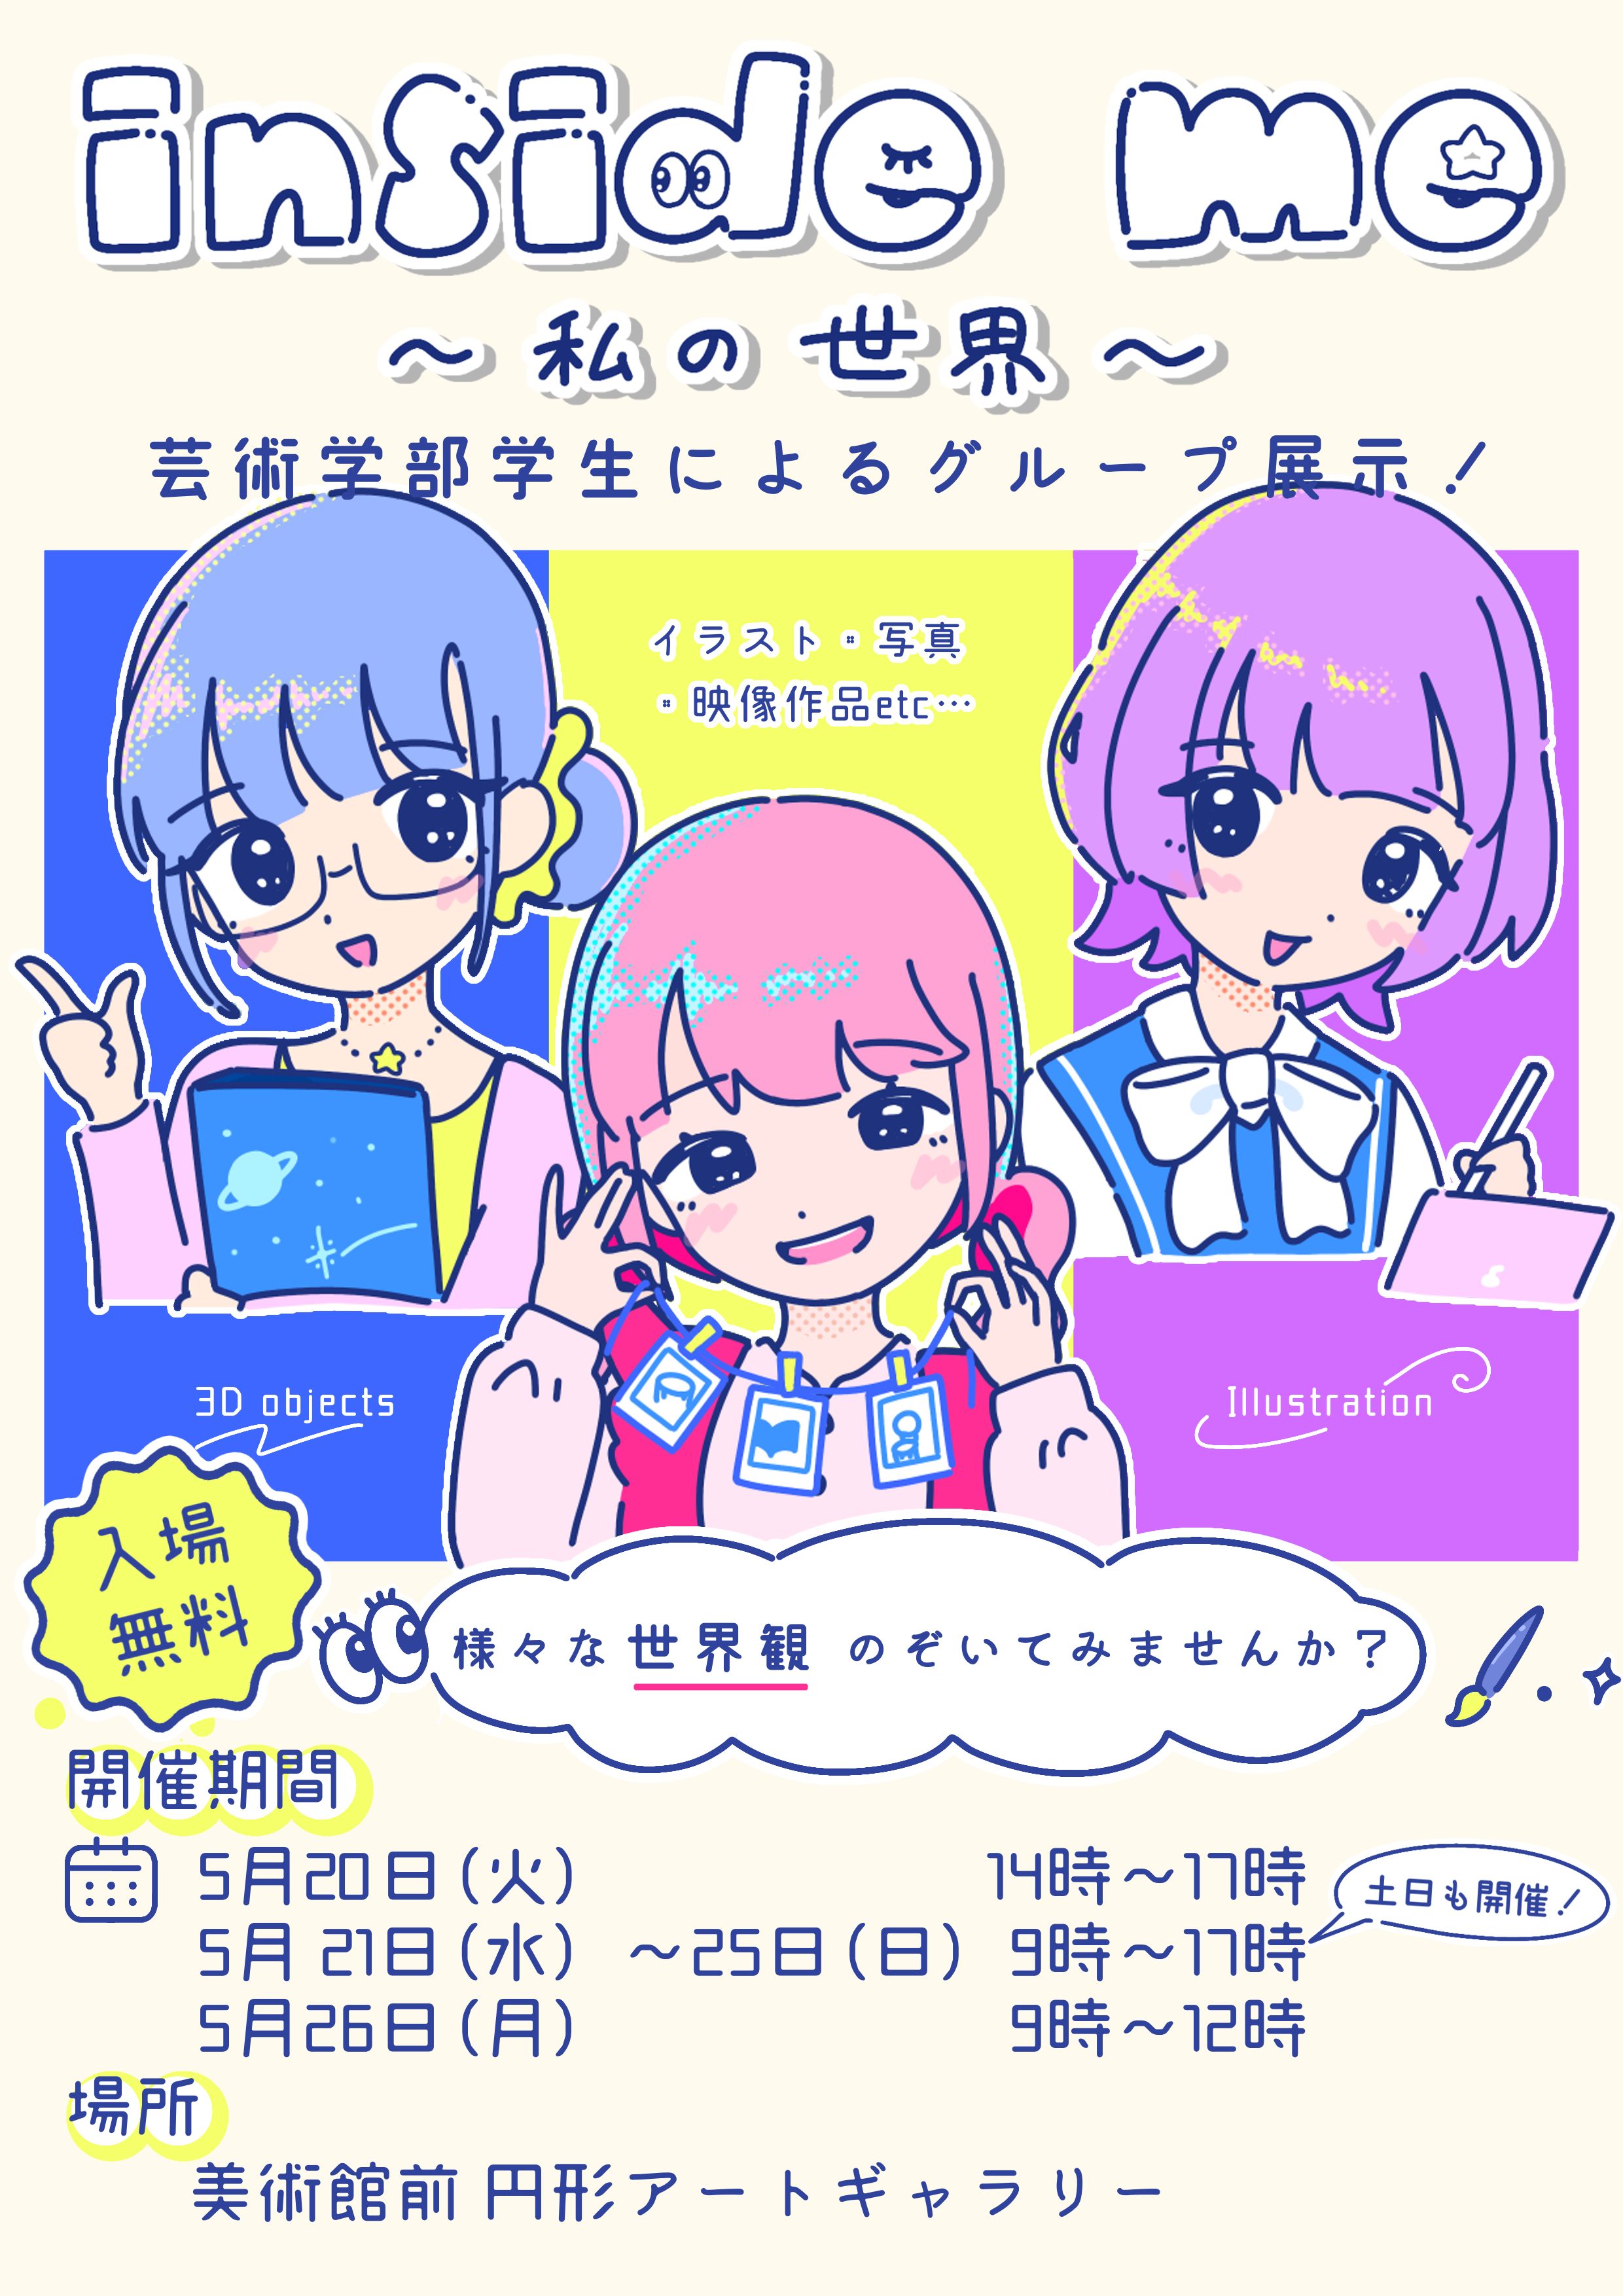 inside me
～私の世界～
芸術学部学生によるグループ展示！
イラスト・写真
・映像作品etc…
3D objects
Illustration
入場
無料
様々な世界観のぞいてみませんか？
開催期間
5月20日（火） 14時～17時
土日も開催！
5月21日（水）～25日（日） 9時～17時
5月26日（月） 9時～12時
場所
美術館前 円形アートギャラリー